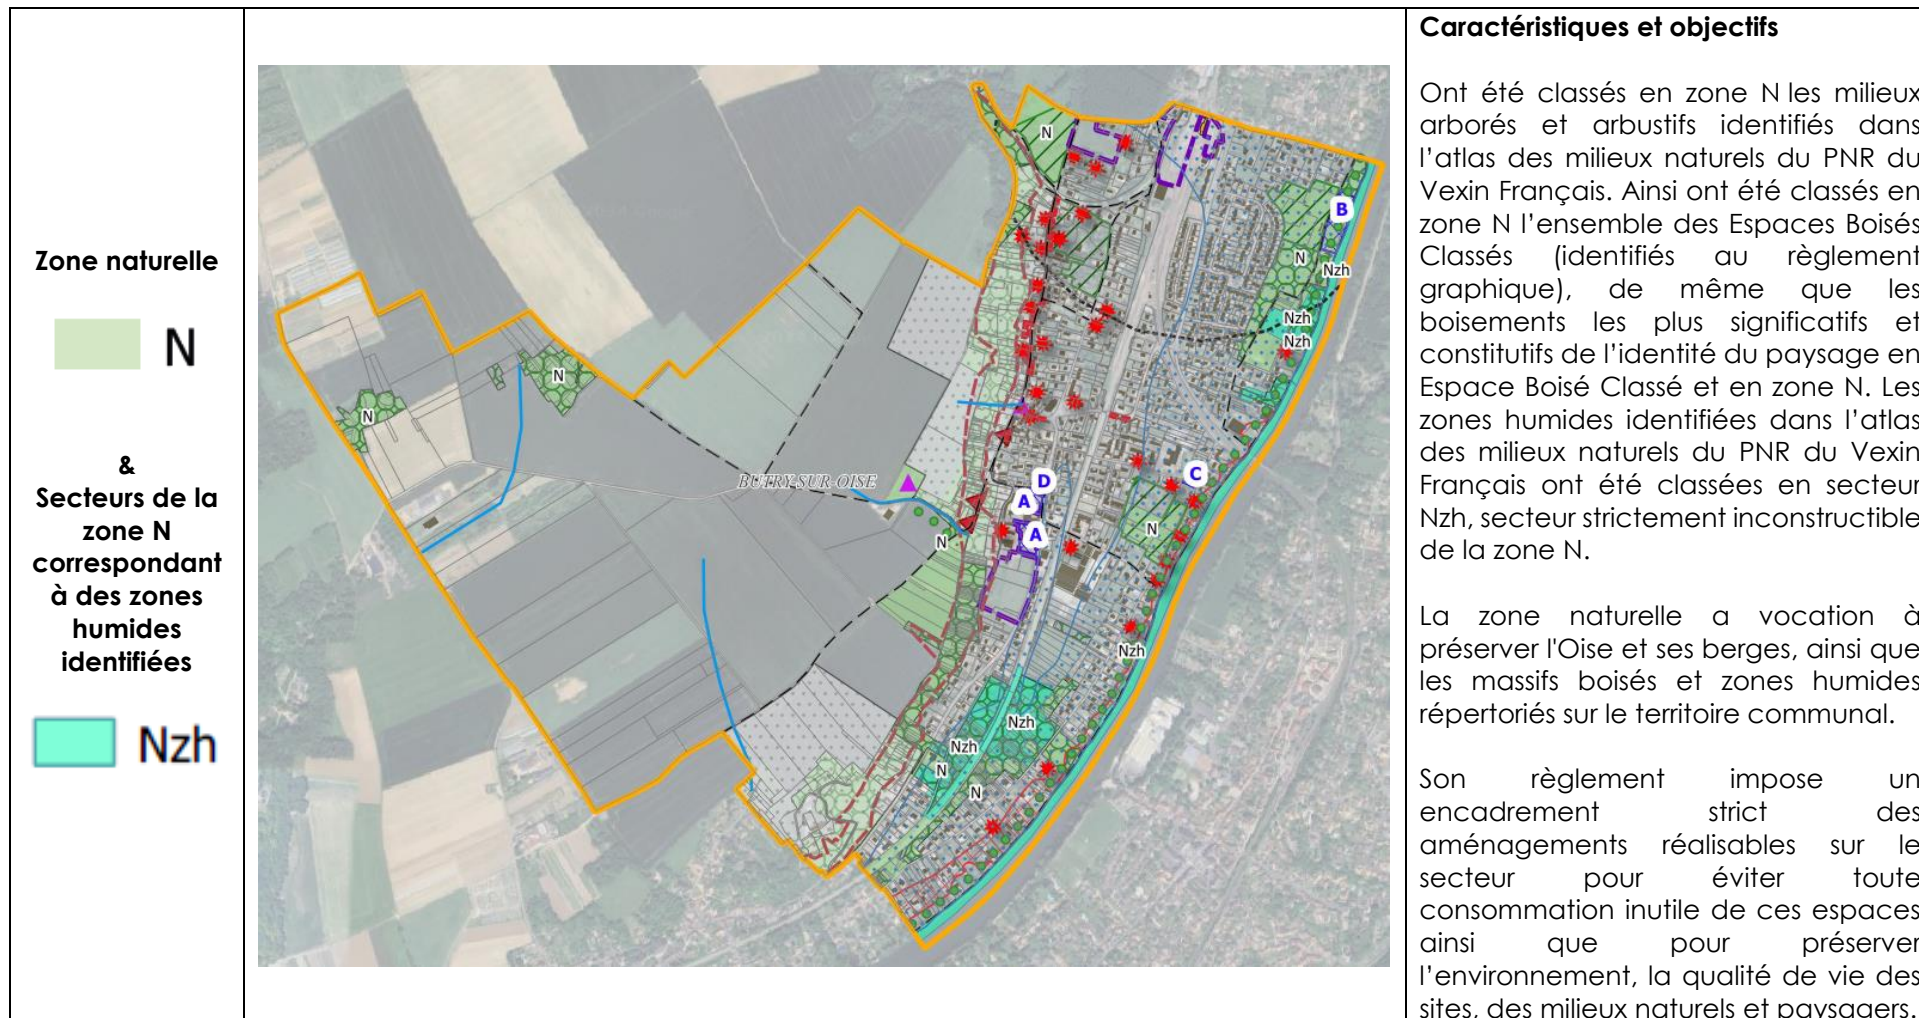 Zone naturelle
N
&
Secteurs de la
zone N
correspondant
à des zones
humides
identifiées
Nzh
N
B
N
Nzh
Nzh
Nzh
N
N
BUTRY-SUR-OISE
C
D
A
A
N
N
Nzh
Nzh
Nzh
N
N
Caractéristiques et objectifs
Ont été classés en zone N les milieux
arborés et arbustifs identifiés dans
l'atlas des milieux naturels du PNR du
Vexin Français. Ainsi ont été classés en
zone N l'ensemble des Espaces Boisés
Classés (identifiés au règlement
graphique), de même que les
boisements les plus significatifs et
constitutifs de l'identité du paysage en
Espace Boisé Classé et en zone N. Les
zones humides identifiées dans l'atlas
des milieux naturels du PNR du Vexin
Français ont été classées en secteur
Nzh, secteur strictement inconstructible
de la zone N.
La zone naturelle a vocation à
préserver l'Oise et ses berges, ainsi que
les massifs boisés et zones humides
répertoriés sur le territoire communal.
Son règlement impose un
encadrement strict des
aménagements réalisables sur le
secteur pour éviter toute
consommation inutile de ces espaces
ainsi que pour préserver
l'environnement, la qualité de vie des
sites, des milieux naturels et paysagers.